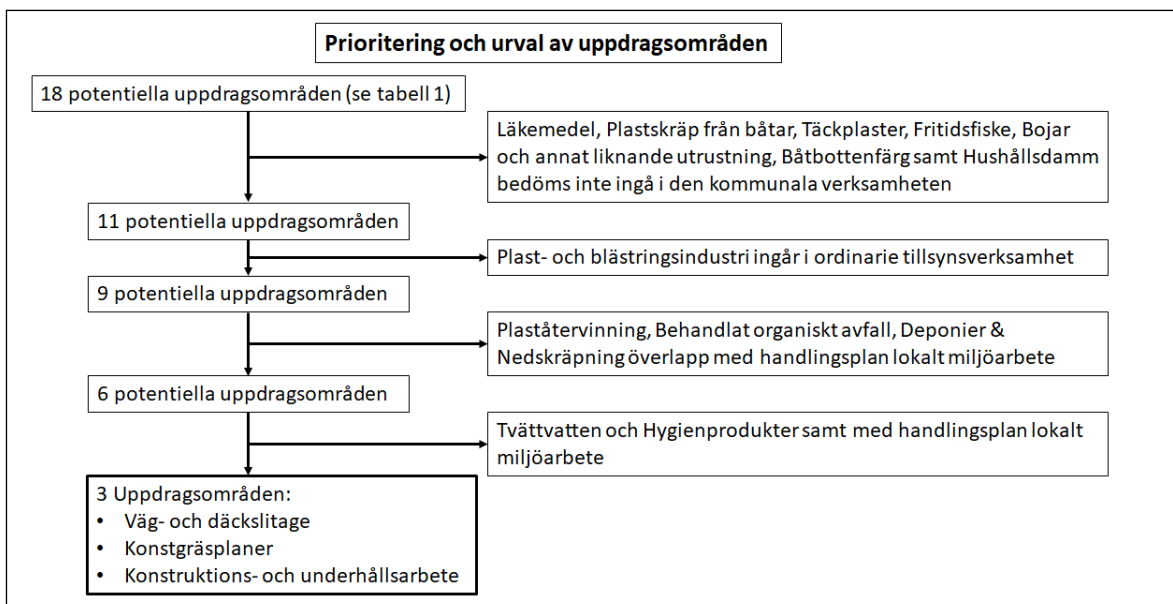 Prioritering och urval av uppdragsområden
18 potentiella uppdragsområden (se tabell 1)
Läkemedel, Plastskräp från båtar, Täckplaster, Fritidsfiske, Bojar
och annat liknande utrustning, Båtbottenfärg samt Hushållsdamm
bedöms inte ingå i den kommunala verksamheten
11 potentiella uppdragsområden
Plast- och blästringsindustri ingår i ordinarie tillsynsverksamhet
9 potentiella uppdragsområden
Plaståtervinning, Behandlat organiskt avfall, Deponier &
Nedskräpning överlapp med handlingsplan lokalt miljöarbete
6 potentiella uppdragsområden
Tvättvatten och Hygienprodukter samt med handlingsplan lokalt
miljöarbete
3 Uppdragsområden:
• Väg- och däckslitage
• Konstgräsplaner
• Konstruktions- och underhållsarbete